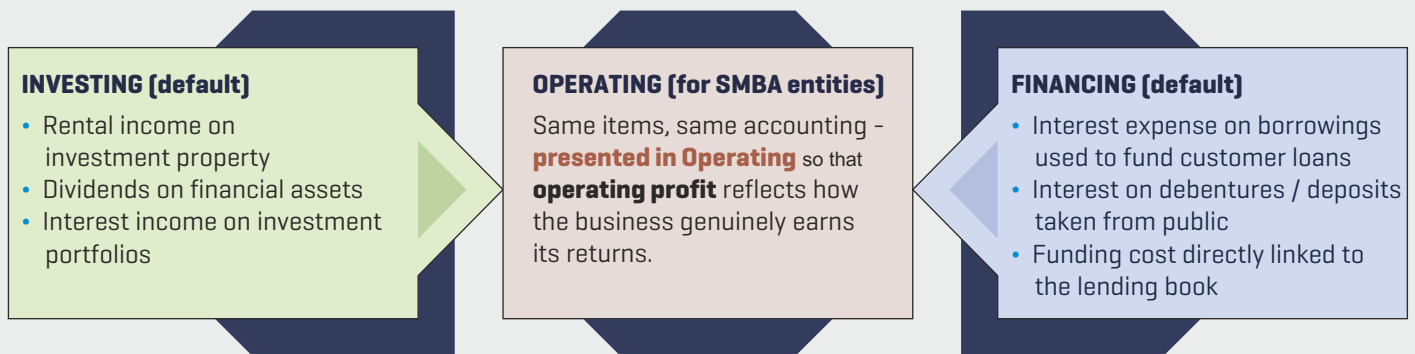 INVESTING (default)
• Rental income on
investment property
• Dividends on financial assets
• Interest income on investment
portfolios
OPERATING (for SMBA entities)
Same items, same accounting –
presented in Operating so that
operating profit reflects how
the business genuinely earns
its returns.
FINANCING (default)
• Interest expense on borrowings
used to fund customer loans
• Interest on debentures / deposits
taken from public
• Funding cost directly linked to
the lending book